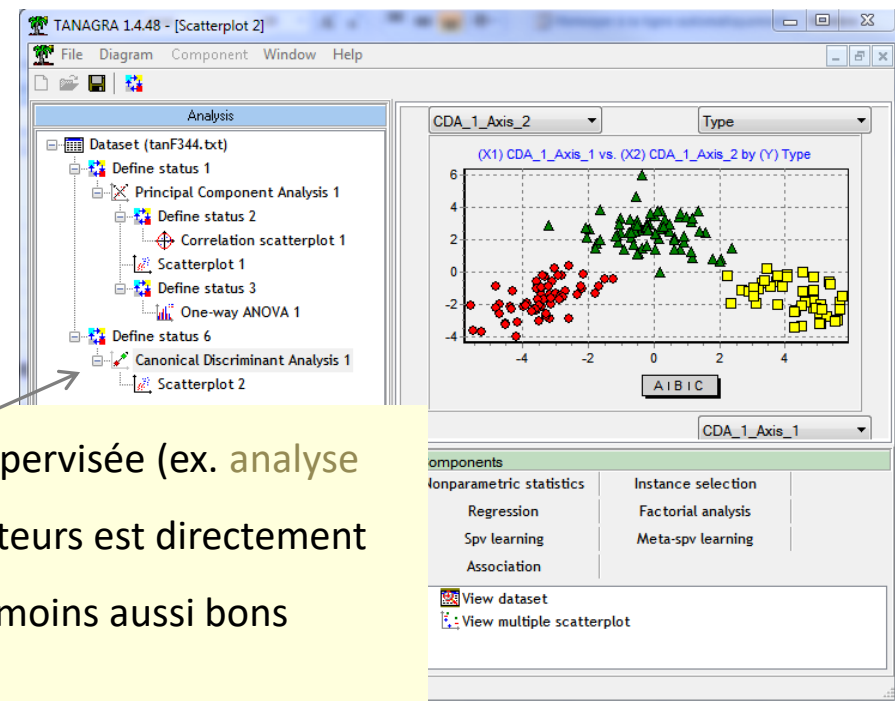 TANAGRA 1.4.48 - [Scatterplot 2]
File Diagram Component Window Help
Analysis
Dataset (tanF344.txt)
Define status 1
Principal Component Analysis 1
Define status 2
Correlation scatterplot 1
Scatterplot 1
Define status 3
One-way ANOVA 1
Define status 6
Canonical Discriminant Analysis 1
Scatterplot 2
CDA_1_Axis_2 Type
(X1) CDA_1_Axis_1 vs. (X2) CDA_1_Axis_2 by (Y) Type
6
4
2
0
-2
-4
-4 -2 0 2 4
A | B | C
CDA_1_Axis_1
pervisée (ex. analyse
teurs est directement
moins aussi bons
omponents
Nonparametric statistics Instance selection
Regression Factorial analysis
Spv learning Meta-spv learning
Association
View dataset
View multiple scatterplot